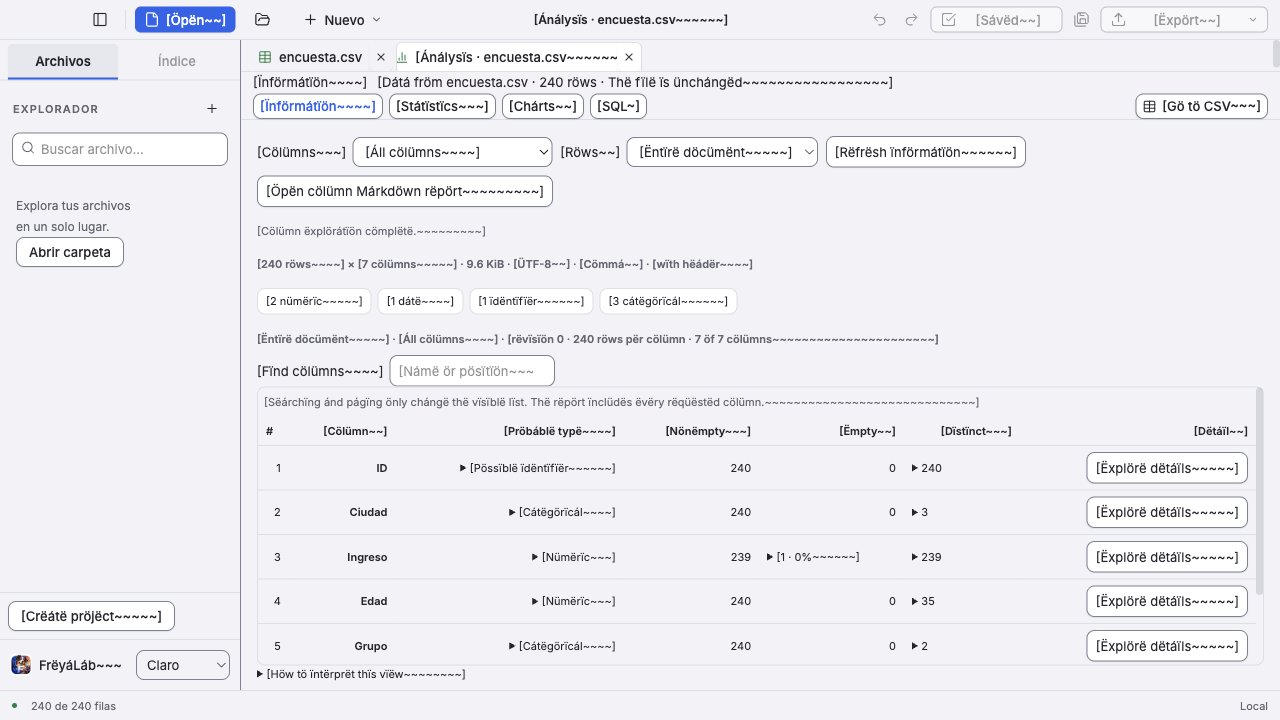 [Öpën~~]
Nuevo
[Ánálysïs · encuesta.csv~~~~~~]
[Sávëd~~]
[Ëxpört~~]
Archivos
Índice
EXPLORADOR
Buscar archivo...
Explora tus archivos
en un solo lugar.
Abrir carpeta
[Crëátë pröjëct~~~~~]
FrëyáLáb~~~
Claro
encuesta.csv
[Ánálysïs · encuesta.csv~~~~~~
[Ïnförmátïön~~~~] [Dátá fröm encuesta.csv · 240 röws · Thë fïlë ïs ünchángëd~~~~~~~~~~~~~~~~~]
[Ïnförmátïön~~~~] [Státïstïcs~~~] [Chárts~~] [SQL~] [Gö tö CSV~~~]
[Cölümns~~~] [Áll cölümns~~~~] [Röws~~] [Ëntïrë döcümënt~~~~~] [Rëfrësh ïnförmátïön~~~~~~]
[Öpën cölümn Márkdöwn rëpört~~~~~~~~~]
[Cölümn ëxplörátïön cömplëtë.~~~~~~~~~]
[240 röws~~~~] × [7 cölümns~~~~~] · 9.6 KiB · [ÜTF-8~~] · [Cömmá~~] · [wïth hëádër~~~~]
[2 nümërïc~~~~~] [1 dátë~~~~] [1 ïdëntïfïër~~~~~~] [3 cátëgörïcál~~~~~~]
[Ëntïrë döcümënt~~~~~] · [Áll cölümns~~~~] · [rëvïsïön 0 · 240 röws për cölümn · 7 öf 7 cölümns~~~~~~~~~~~~~~~~~~~~~~]
[Fïnd cölümns~~~~] [Námë ör pösïtïön~~~
[Sëárchïng ánd págïng önly chángë thë vïsïblë lïst. Thë rëpört ïnclüdës ëvëry rëqüëstëd cölümn.~~~~~~~~~~~~~~~~~~~~~~~~~~~~~]
# [Cölümn~~] [Pröbáblë typë~~~~] [Nönëmpty~~~] [Ëmpty~~] [Dïstïnct~~~] [Dëtáïl~~]
1 ID [Pössïblë ïdëntïfïër~~~~~~] 240 0 240 [Ëxplörë dëtáïls~~~~~]
2 Ciudad [Cátëgörïcál~~~~] 240 0 3 [Ëxplörë dëtáïls~~~~~]
3 Ingreso [Nümërïc~~~] 239 [1 · 0%~~~~~~] 239 [Ëxplörë dëtáïls~~~~~]
4 Edad [Nümërïc~~~] 240 0 35 [Ëxplörë dëtáïls~~~~~]
5 Grupo [Cátëgörïcál~~~~] 240 0 2 [Ëxplörë dëtáïls~~~~~]
[Höw tö ïntërprët thïs vïëw~~~~~~~~]
240 de 240 filas
Local